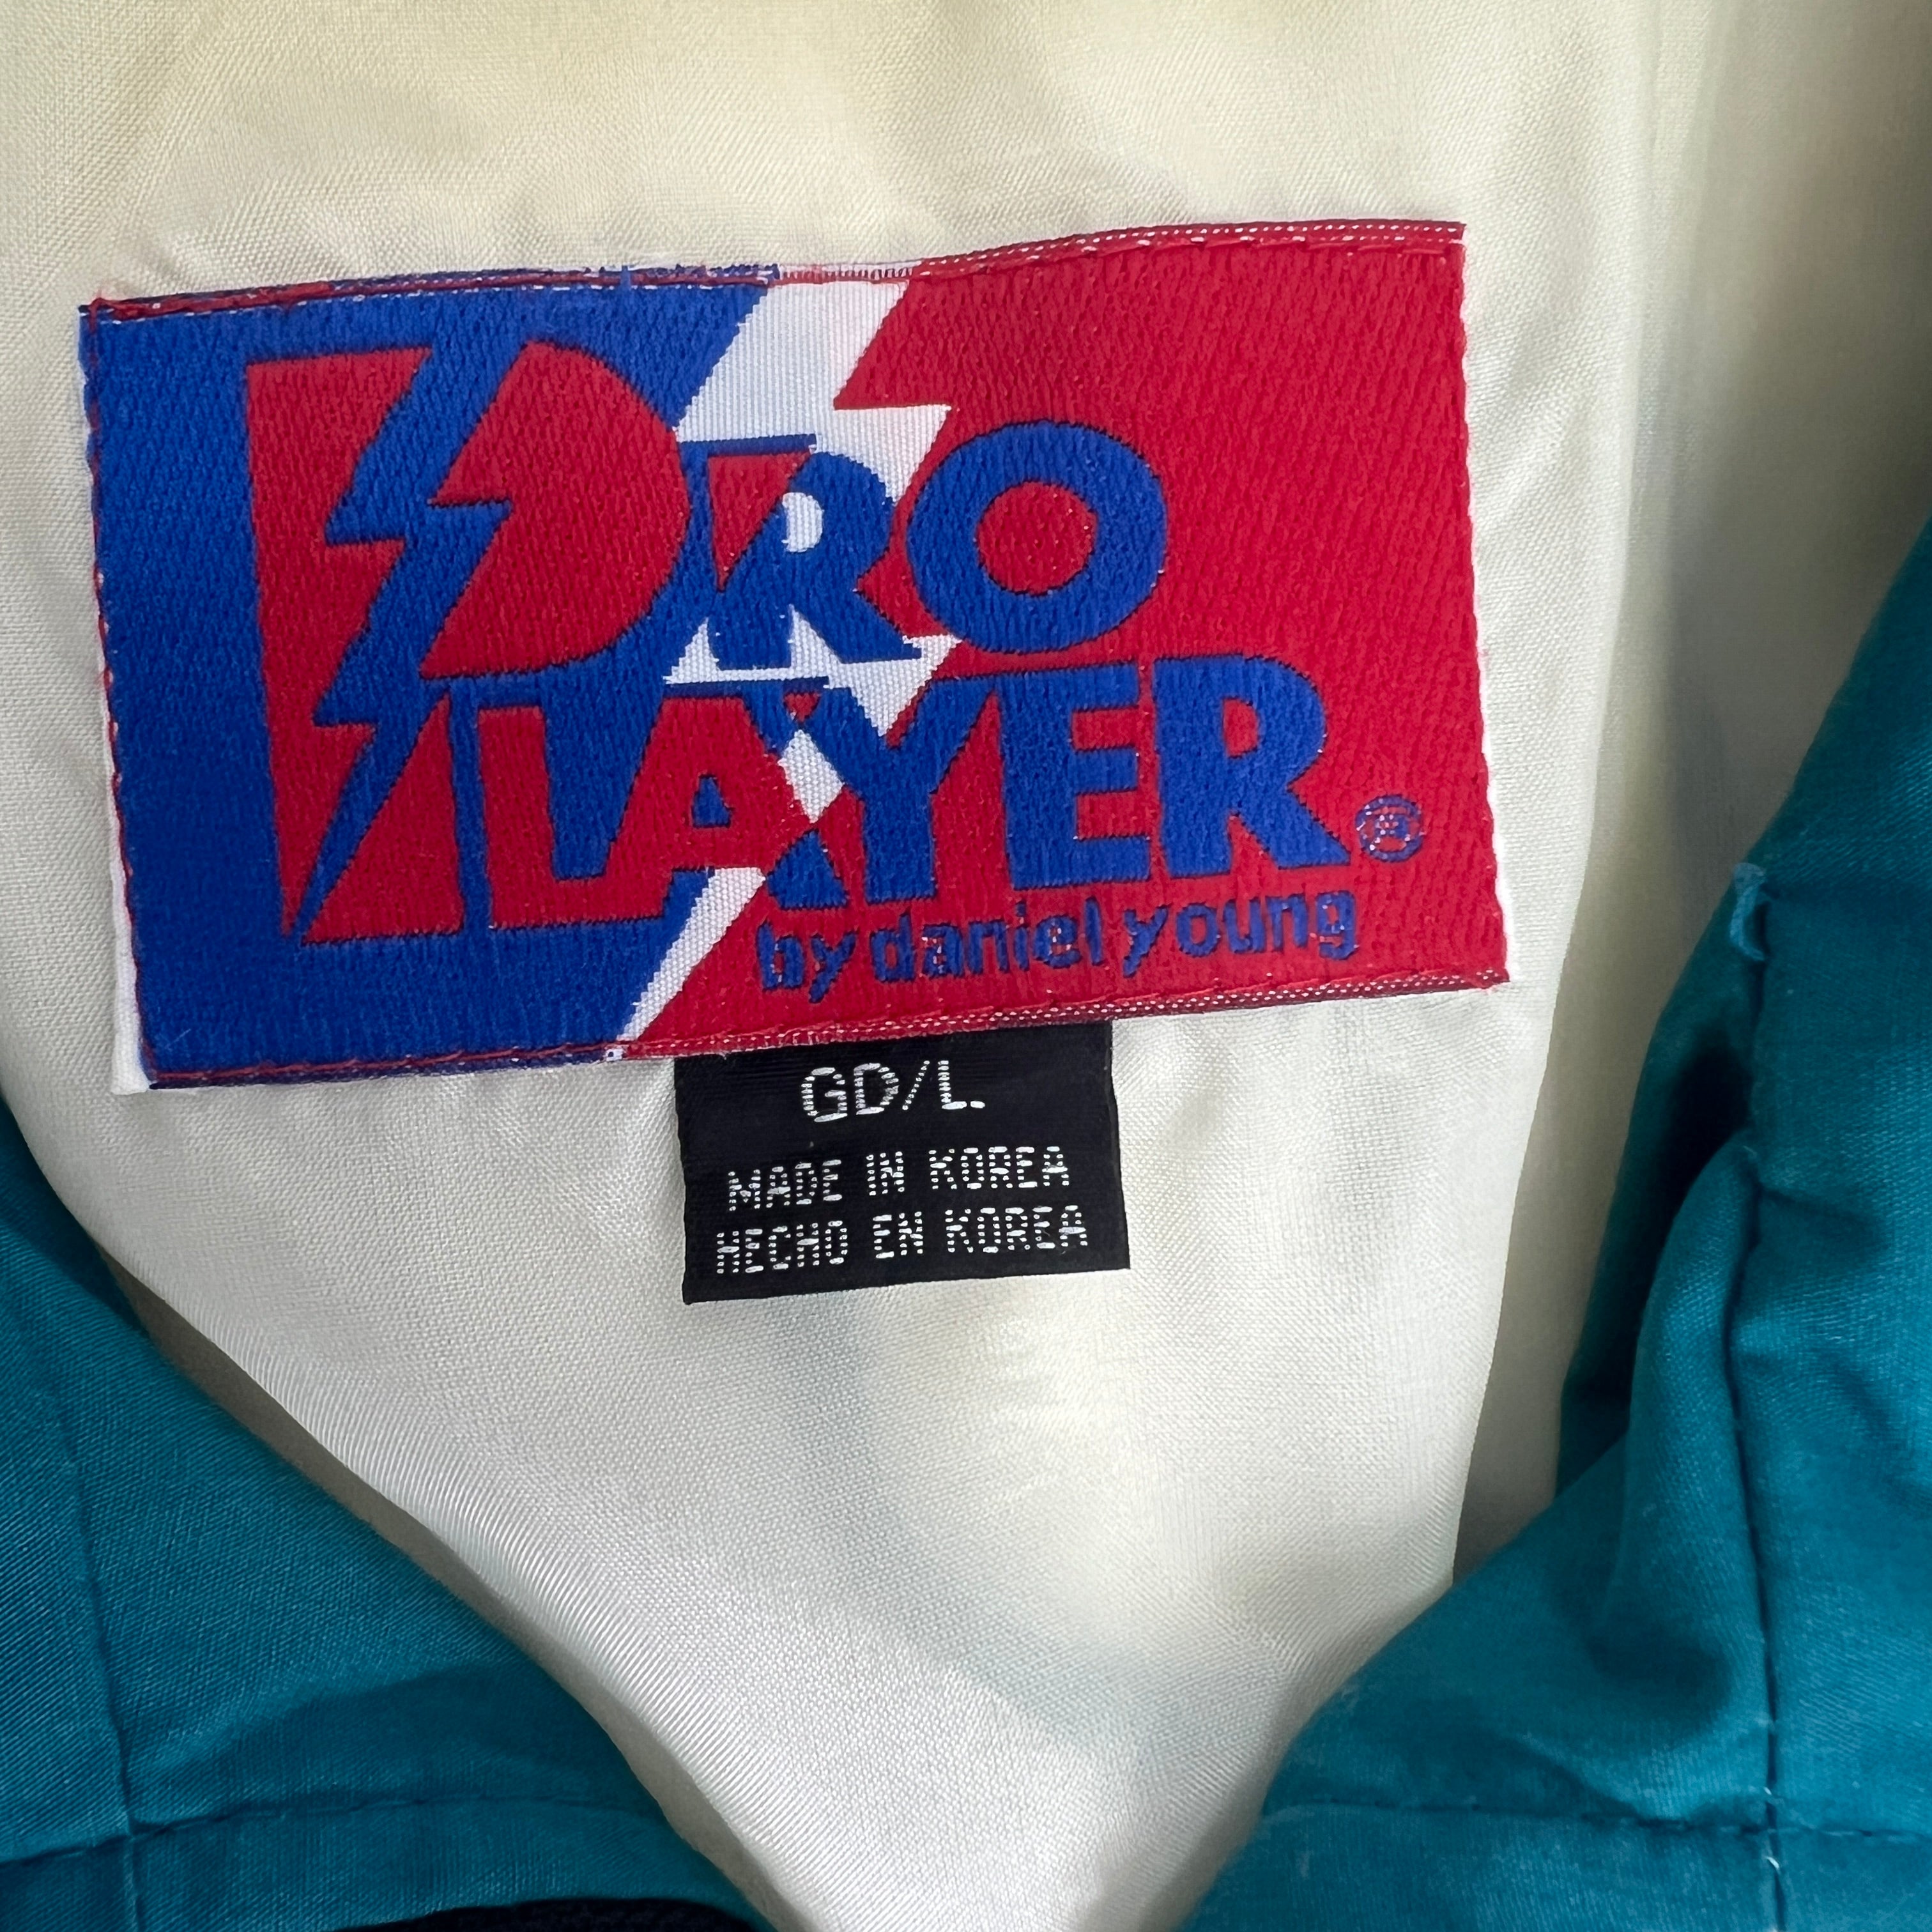 PRO
PLAYER®
by daniel young
GD/L.
MADE IN KOREA
HECHO EN KOREA